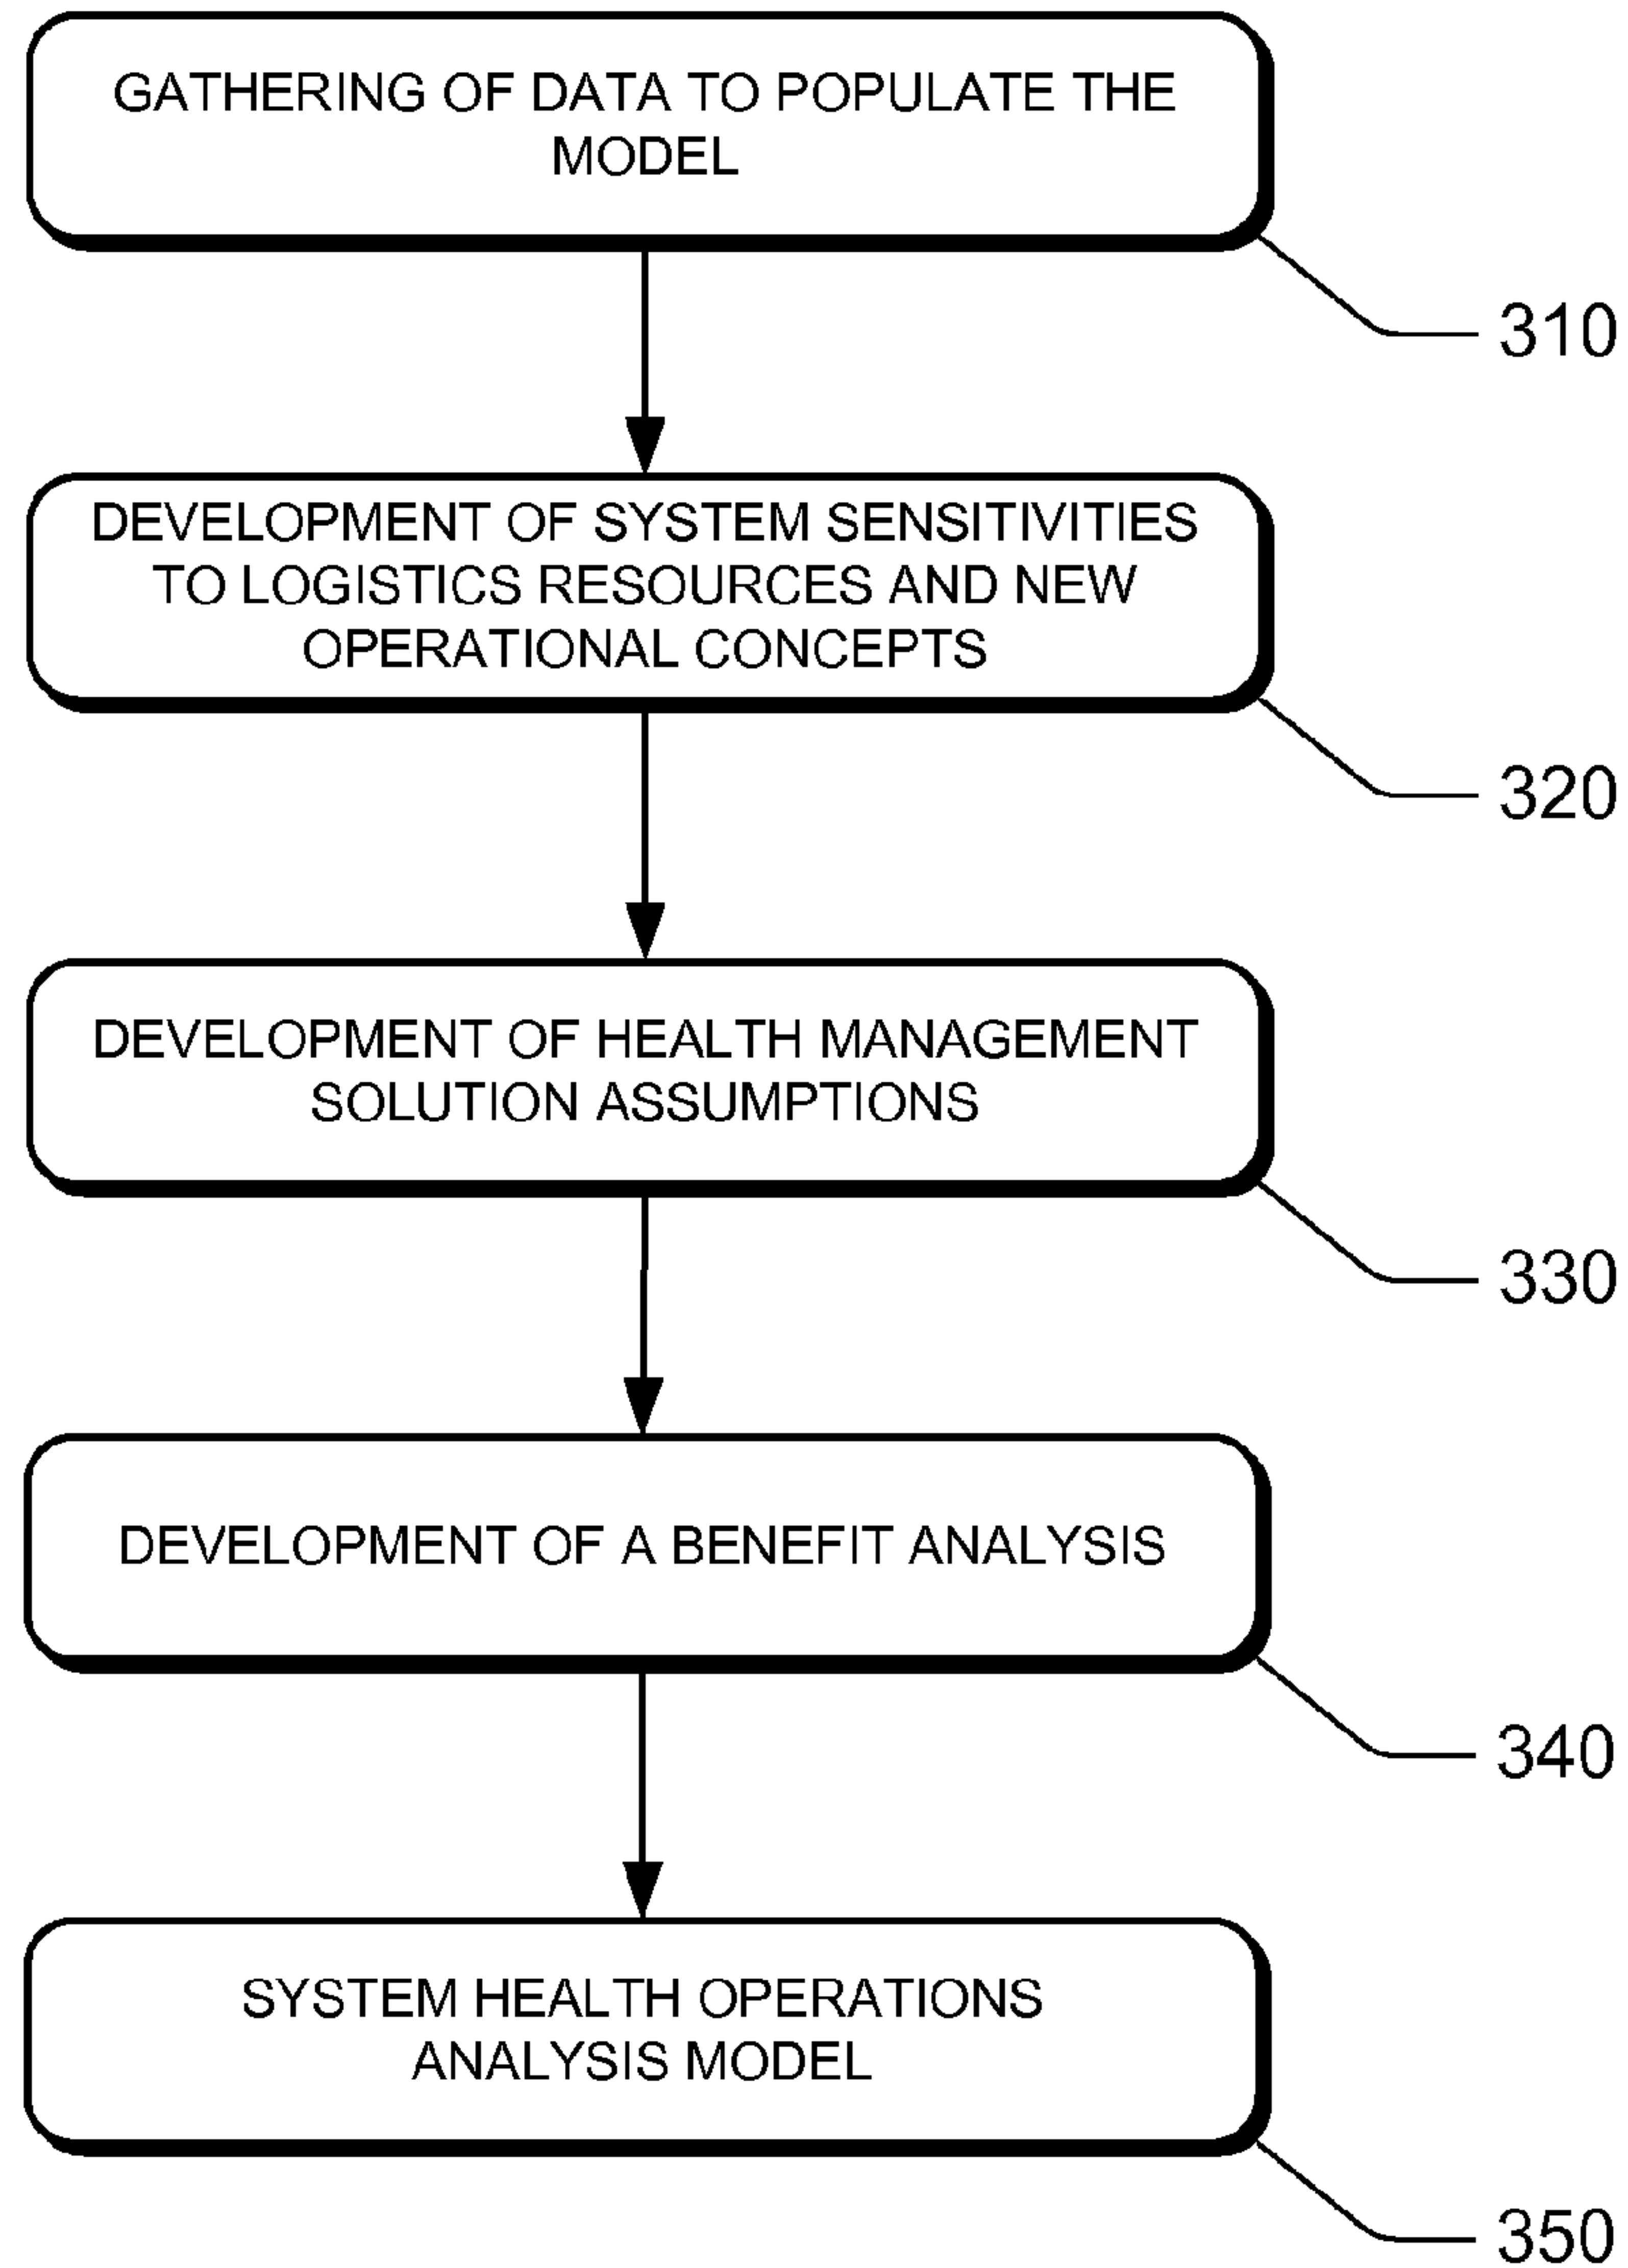 GATHERING OF DATA TO POPULATE THE
MODEL
310
DEVELOPMENT OF SYSTEM SENSITIVITIES
TO LOGISTICS RESOURCES AND NEW
OPERATIONAL CONCEPTS
320
DEVELOPMENT OF HEALTH MANAGEMENT
SOLUTION ASSUMPTIONS
330
DEVELOPMENT OF A BENEFIT ANALYSIS
340
SYSTEM HEALTH OPERATIONS
ANALYSIS MODEL
350